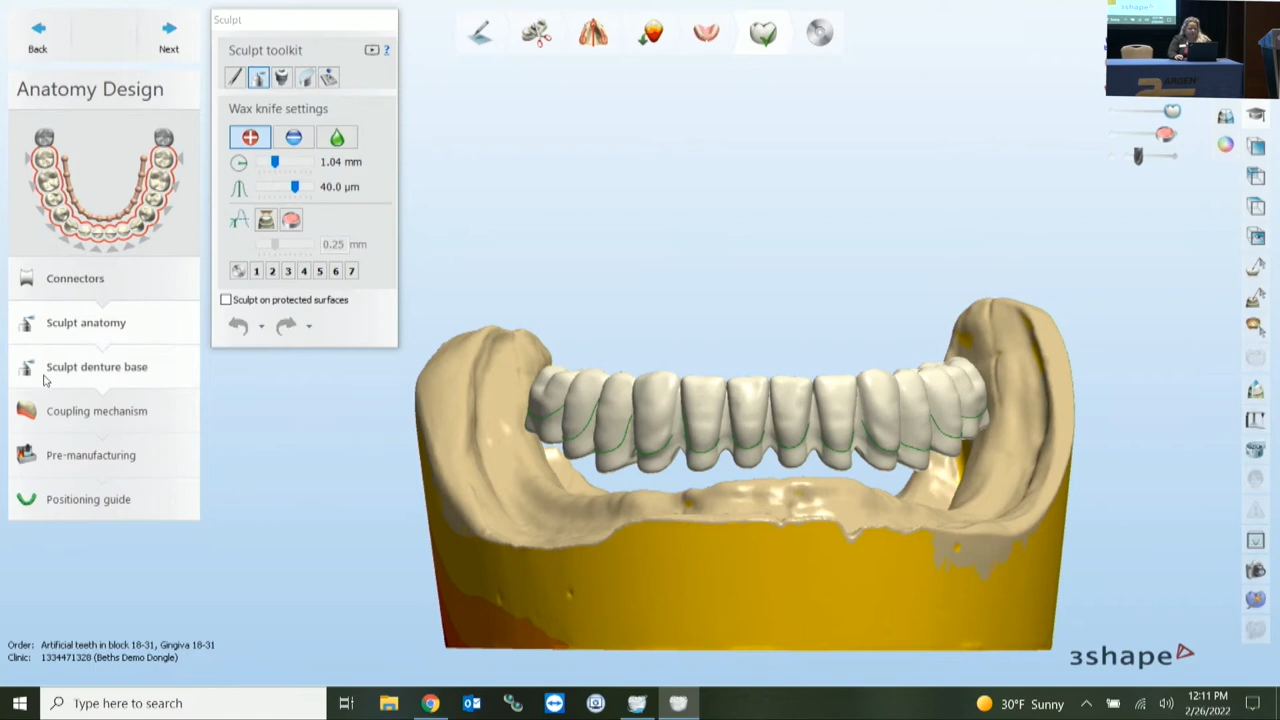 Back
Next
Anatomy Design
Connectors
Sculpt anatomy
Sculpt denture base
Coupling mechanism
Pre-manufacturing
Positioning guide
Order: Artificial teeth in block 18-31, Gingiva 18-31
Clinic: 1334471328 (Beths Demo Dongle)
Sculpt
Sculpt toolkit
?
Wax knife settings
1.04 mm
40.0 µm
0.25 mm
1 2 3 4 5 6 7
Sculpt on protected surfaces
3shape
ARGEN
3shape
Type here to search
30°F Sunny
12:11 PM
2/26/2022